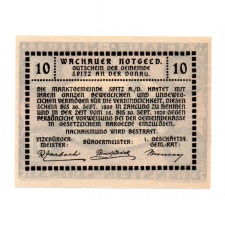 WACHAUER NOTGELD.
10 GUTSCHEIN DER GEMEINDE 10
SPITZ AN DER DONAU.
DIE MARKTGEMEINDE SPITZ A/D. HAFTET MIT
IHREM GANZEN BEWEGLICHEN UND UNBEWEG-
LICHEN VERMÖGEN FÜR DIE VERBINDLICHKEIT, DIESEN
SCHEIN BIS 30. SEPT. 1920 IN ZAHLUNG ZU NEHMEN UND
IN DER ZEIT VOM 15. BIS 30. SEPT. 1920 GEGEN
PERSÖNLICHE VORWEISUNG BEI DER GEMEINDEKASSE
IN GESETZLICHEM BARGELDE EINZULÖSEN.
NACHAHMUNG WIRD BESTRAFT.
VIZEBÜRGER- 1. GESCHÄFTSF.
MEISTER: BÜRGERMEISTER: GEM.-RAT: